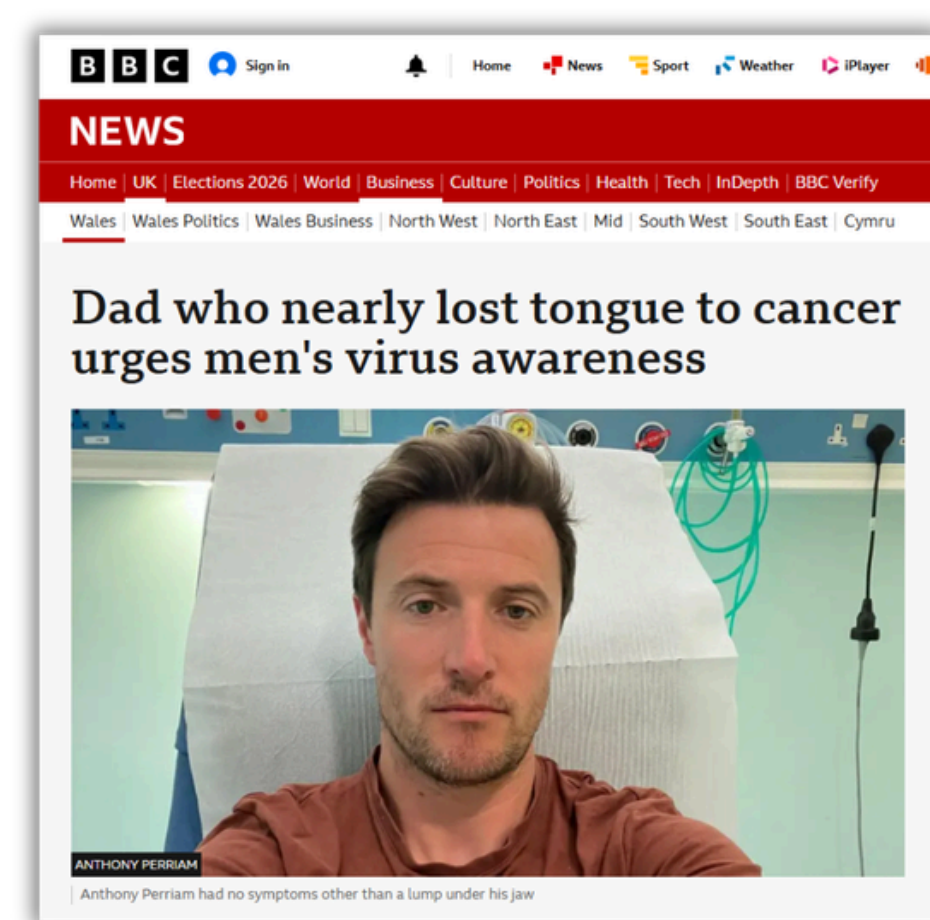 BBC Sign in Home News Sport Weather iPlayer
NEWS
Home UK Elections 2026 World Business Culture Politics Health Tech InDepth BBC Verify
Wales Wales Politics Wales Business North West North East Mid South West South East Cymru
Dad who nearly lost tongue to cancer
urges men's virus awareness
ANTHONY PERRIAM
Anthony Perriam had no symptoms other than a lump under his jaw